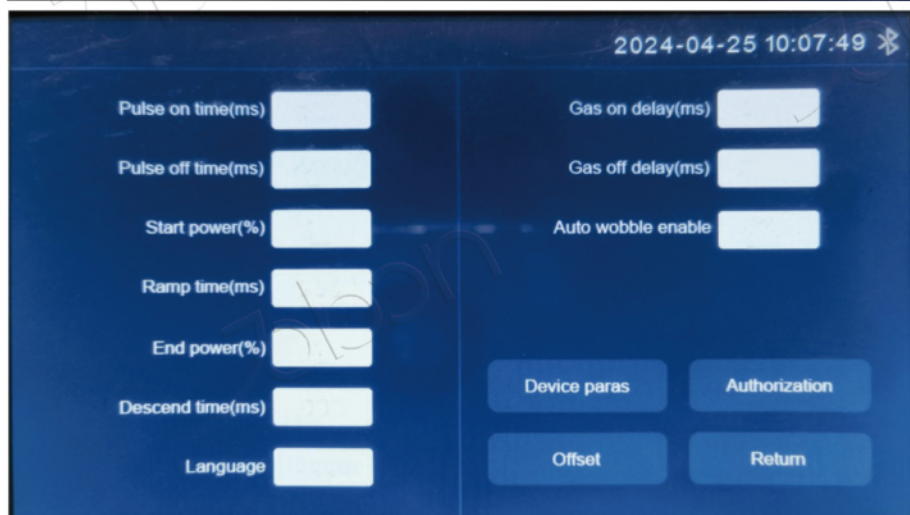 2024-04-25 10:07:49
Pulse on time(ms)
Pulse off time(ms)
Start power(%)
Ramp time(ms)
End power(%)
Descend time(ms)
Language
Gas on delay(ms)
Gas off delay(ms)
Auto wobble enable
Device paras
Authorization
Offset
Return